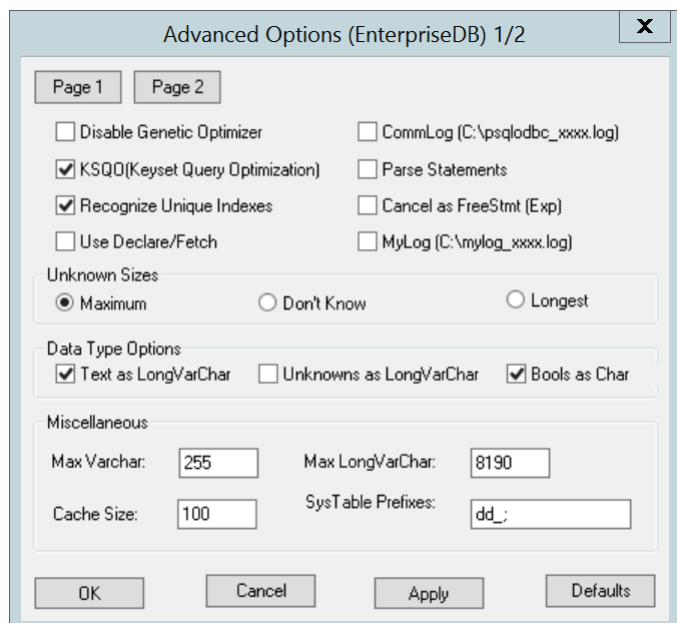 Advanced Options (EnterpriseDB) 1/2
X
Page 1 Page 2
Disable Genetic Optimizer CommLog (C:\psqlodbc_xxxx.log)
KSQO(Keyset Query Optimization) Parse Statements
Recognize Unique Indexes Cancel as FreeStmt (Exp)
Use Declare/Fetch MyLog (C:\mylog_xxxx.log)
Unknown Sizes
Maximum Don't Know Longest
Data Type Options
Text as LongVarChar Unknowns as LongVarChar Bools as Char
Miscellaneous
Max Varchar: 255 Max LongVarChar: 8190
Cache Size: 100 SysTable Prefixes: dd_;
OK Cancel Apply Defaults